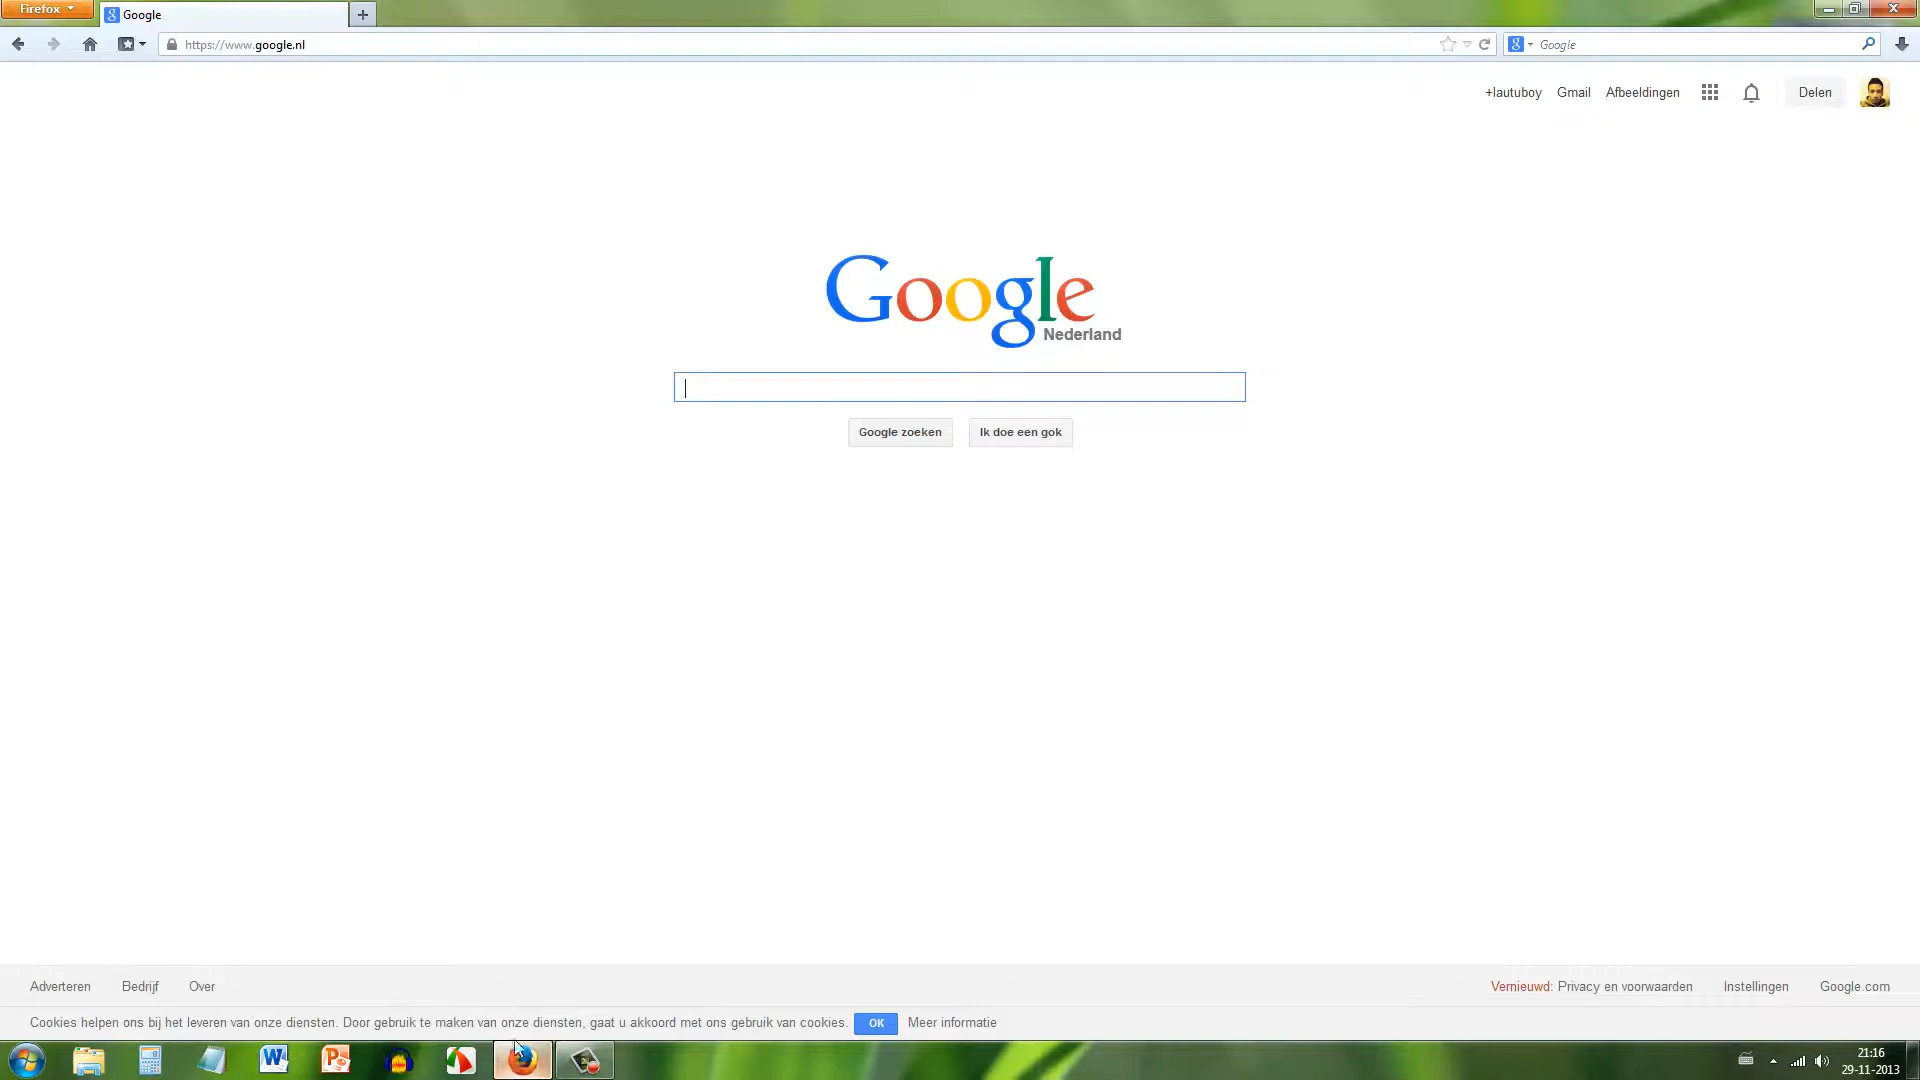 Firefox
Google
https://www.google.nl
Google
+lautuboy Gmail Afbeeldingen Delen
Google
Nederland
Google zoeken Ik doe een gok
Adverteren Bedrijf Over Vernieuwd: Privacy en voorwaarden Instellingen Google.com
Cookies helpen ons bij het leveren van onze diensten. Door gebruik te maken van onze diensten, gaat u akkoord met ons gebruik van cookies. OK Meer informatie
21:16
29-11-2013